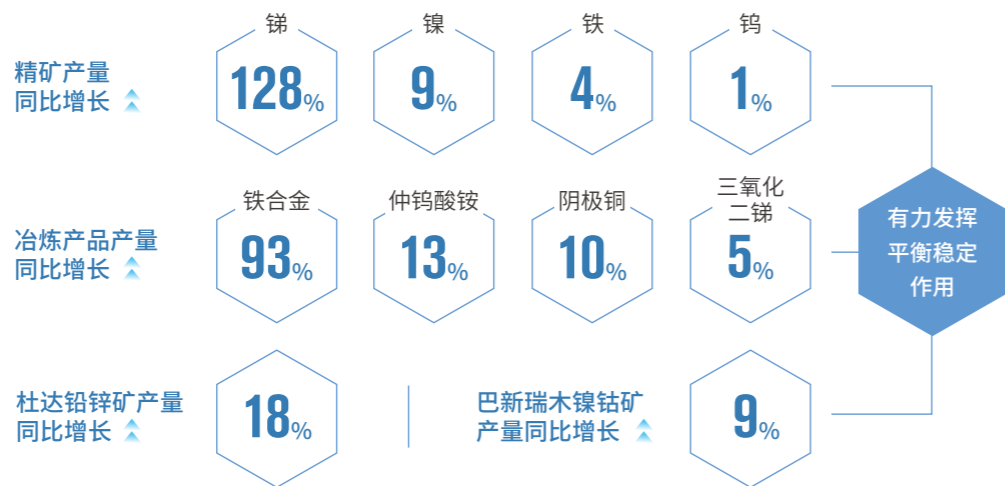 锑
镍
铁
钨
精矿产量
同比增长
128%
9%
4%
1%
铁合金
仲钨酸铵
阴极铜
三氧化
二锑
冶炼产品产量
同比增长
93%
13%
10%
5%
有力发挥
平衡稳定
作用
杜达铅锌矿产量
同比增长
18%
巴新瑞木镍钴矿
产量同比增长
9%